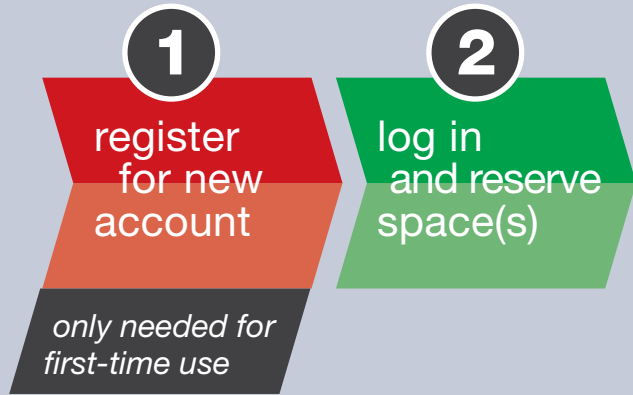 1
register
for new
account
only needed for
first-time use
2
log in
and reserve
space(s)